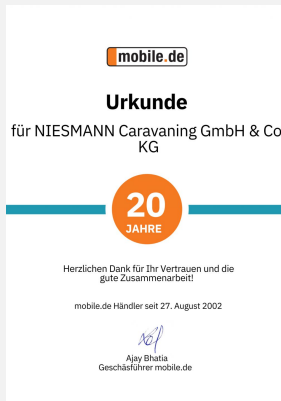 mobile.de
Urkunde
für NIESMANN Caravaning GmbH & Co
KG
20
JAHRE
Herzlichen Dank für Ihr Vertrauen und die
gute Zusammenarbeit!
mobile.de Händler seit 27. August 2002
Ajay Bhatia
Geschäsführer mobile.de